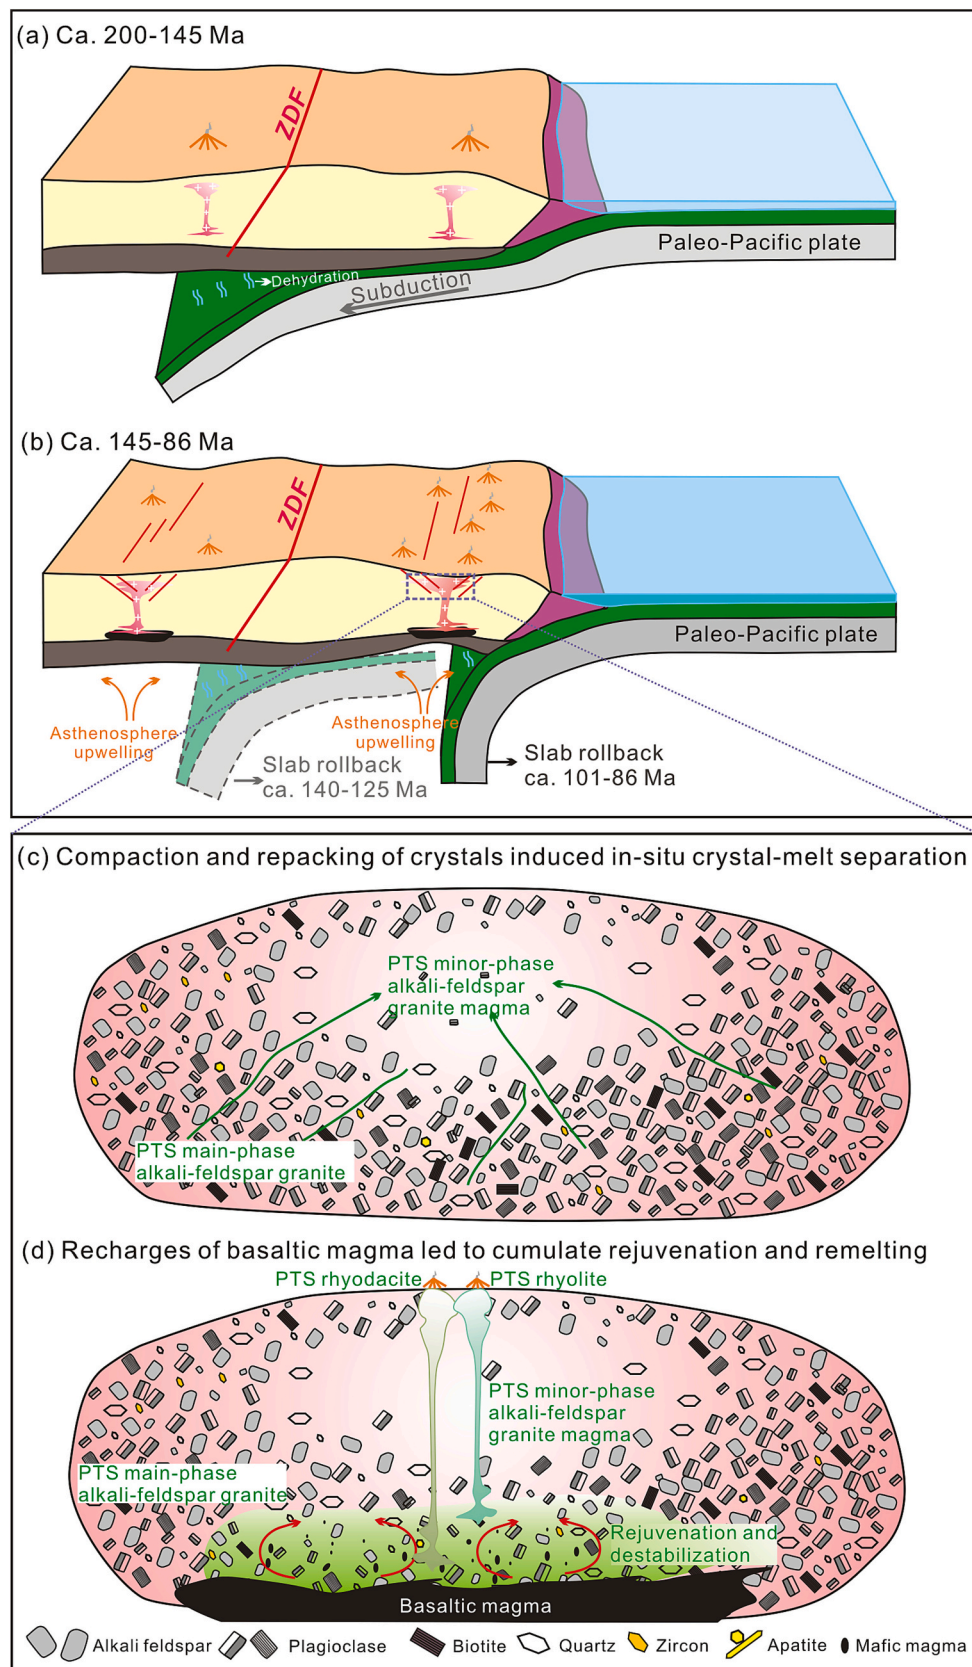 (a) Ca. 200-145 Ma
ZDF
Paleo-Pacific plate
Dehydration
Subduction
(b) Ca. 145-86 Ma
ZDF
Paleo-Pacific plate
Asthenosphere
upwelling
Asthenosphere
upwelling
Slab rollback
ca. 140-125 Ma
Slab rollback
ca. 101-86 Ma
(c) Compaction and repacking of crystals induced in-situ crystal-melt separation
PTS minor-phase
alkali-feldspar
granite magma
PTS main-phase
alkali-feldspar granite
(d) Recharges of basaltic magma led to cumulate rejuvenation and remelting
PTS rhyodacite
PTS rhyolite
PTS minor-phase
alkali-feldspar
granite magma
PTS main-phase
alkali-feldspar granite
Rejuvenation and
destabilization
Basaltic magma
Alkali feldspar
Plagioclase
Biotite
Quartz
Zircon
Apatite
Mafic magma